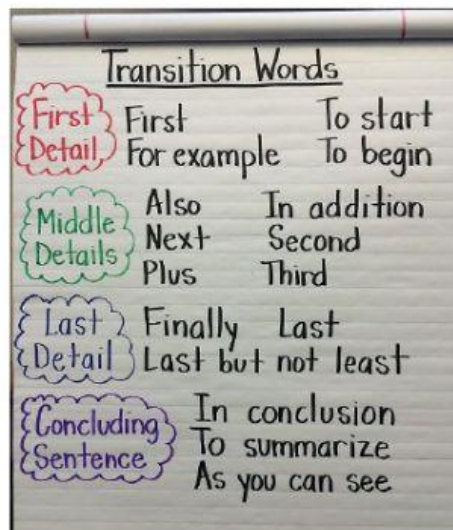 Transition Words
First Detail
First To start
For example To begin
Middle Details
Also In addition
Next Second
Plus Third
Last Detail
Finally Last
Last but not least
Concluding Sentence
In conclusion
To summarize
As you can see